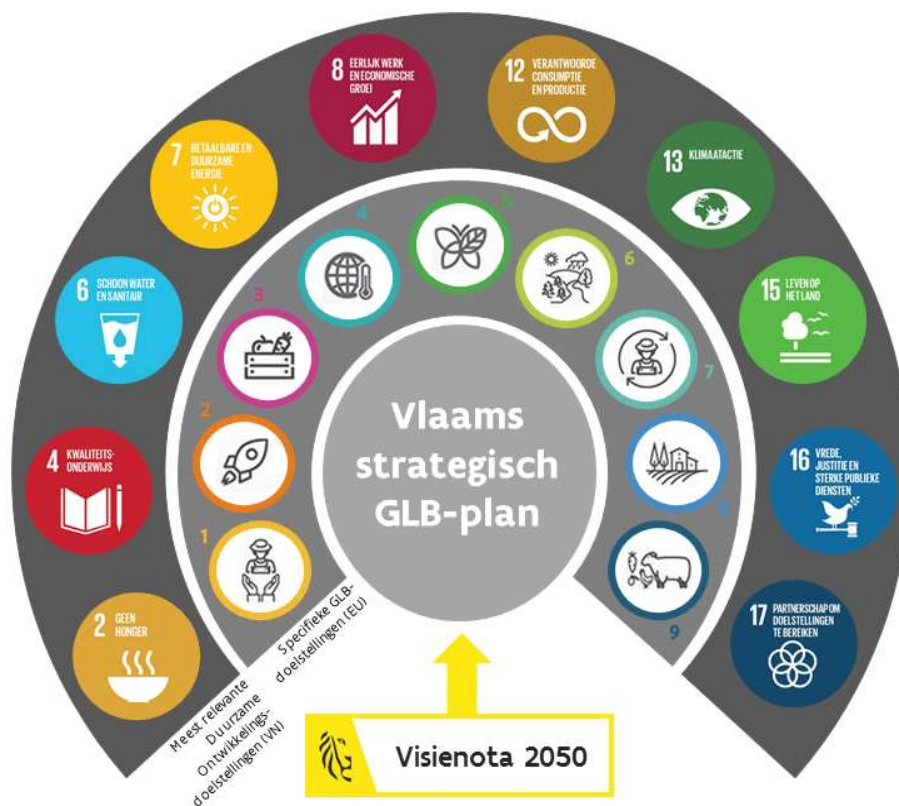 8 EERLIJK WERK
EN ECONOMISCHE
GROEI
12 VERANTWOORDE
CONSUMPTIE
EN PRODUCTIE
7 BETAALBARE EN
DUURZAME
ENERGIE
13 KLIMAATACTIE
6 SCHOON WATER
EN SANITAIR
15 LEVEN OP
HET LAND
4 KWALITEITS-
ONDERWIJS
16 VREDE,
JUSTITIE EN
STERKE PUBLIEKE
DIENSTEN
2 GEEN
HONGER
17 PARTNERSCHAP OM
DOELSTELLINGEN
TE BEREIKEN
1
2
3
4
5
6
7
8
9
Vlaams
strategisch
GLB-plan
Specifieke GLB-
doelstellingen (EU)
Meest relevante
Duurzame
Ontwikkelings-
doelstellingen (VN)
Visienota 2050